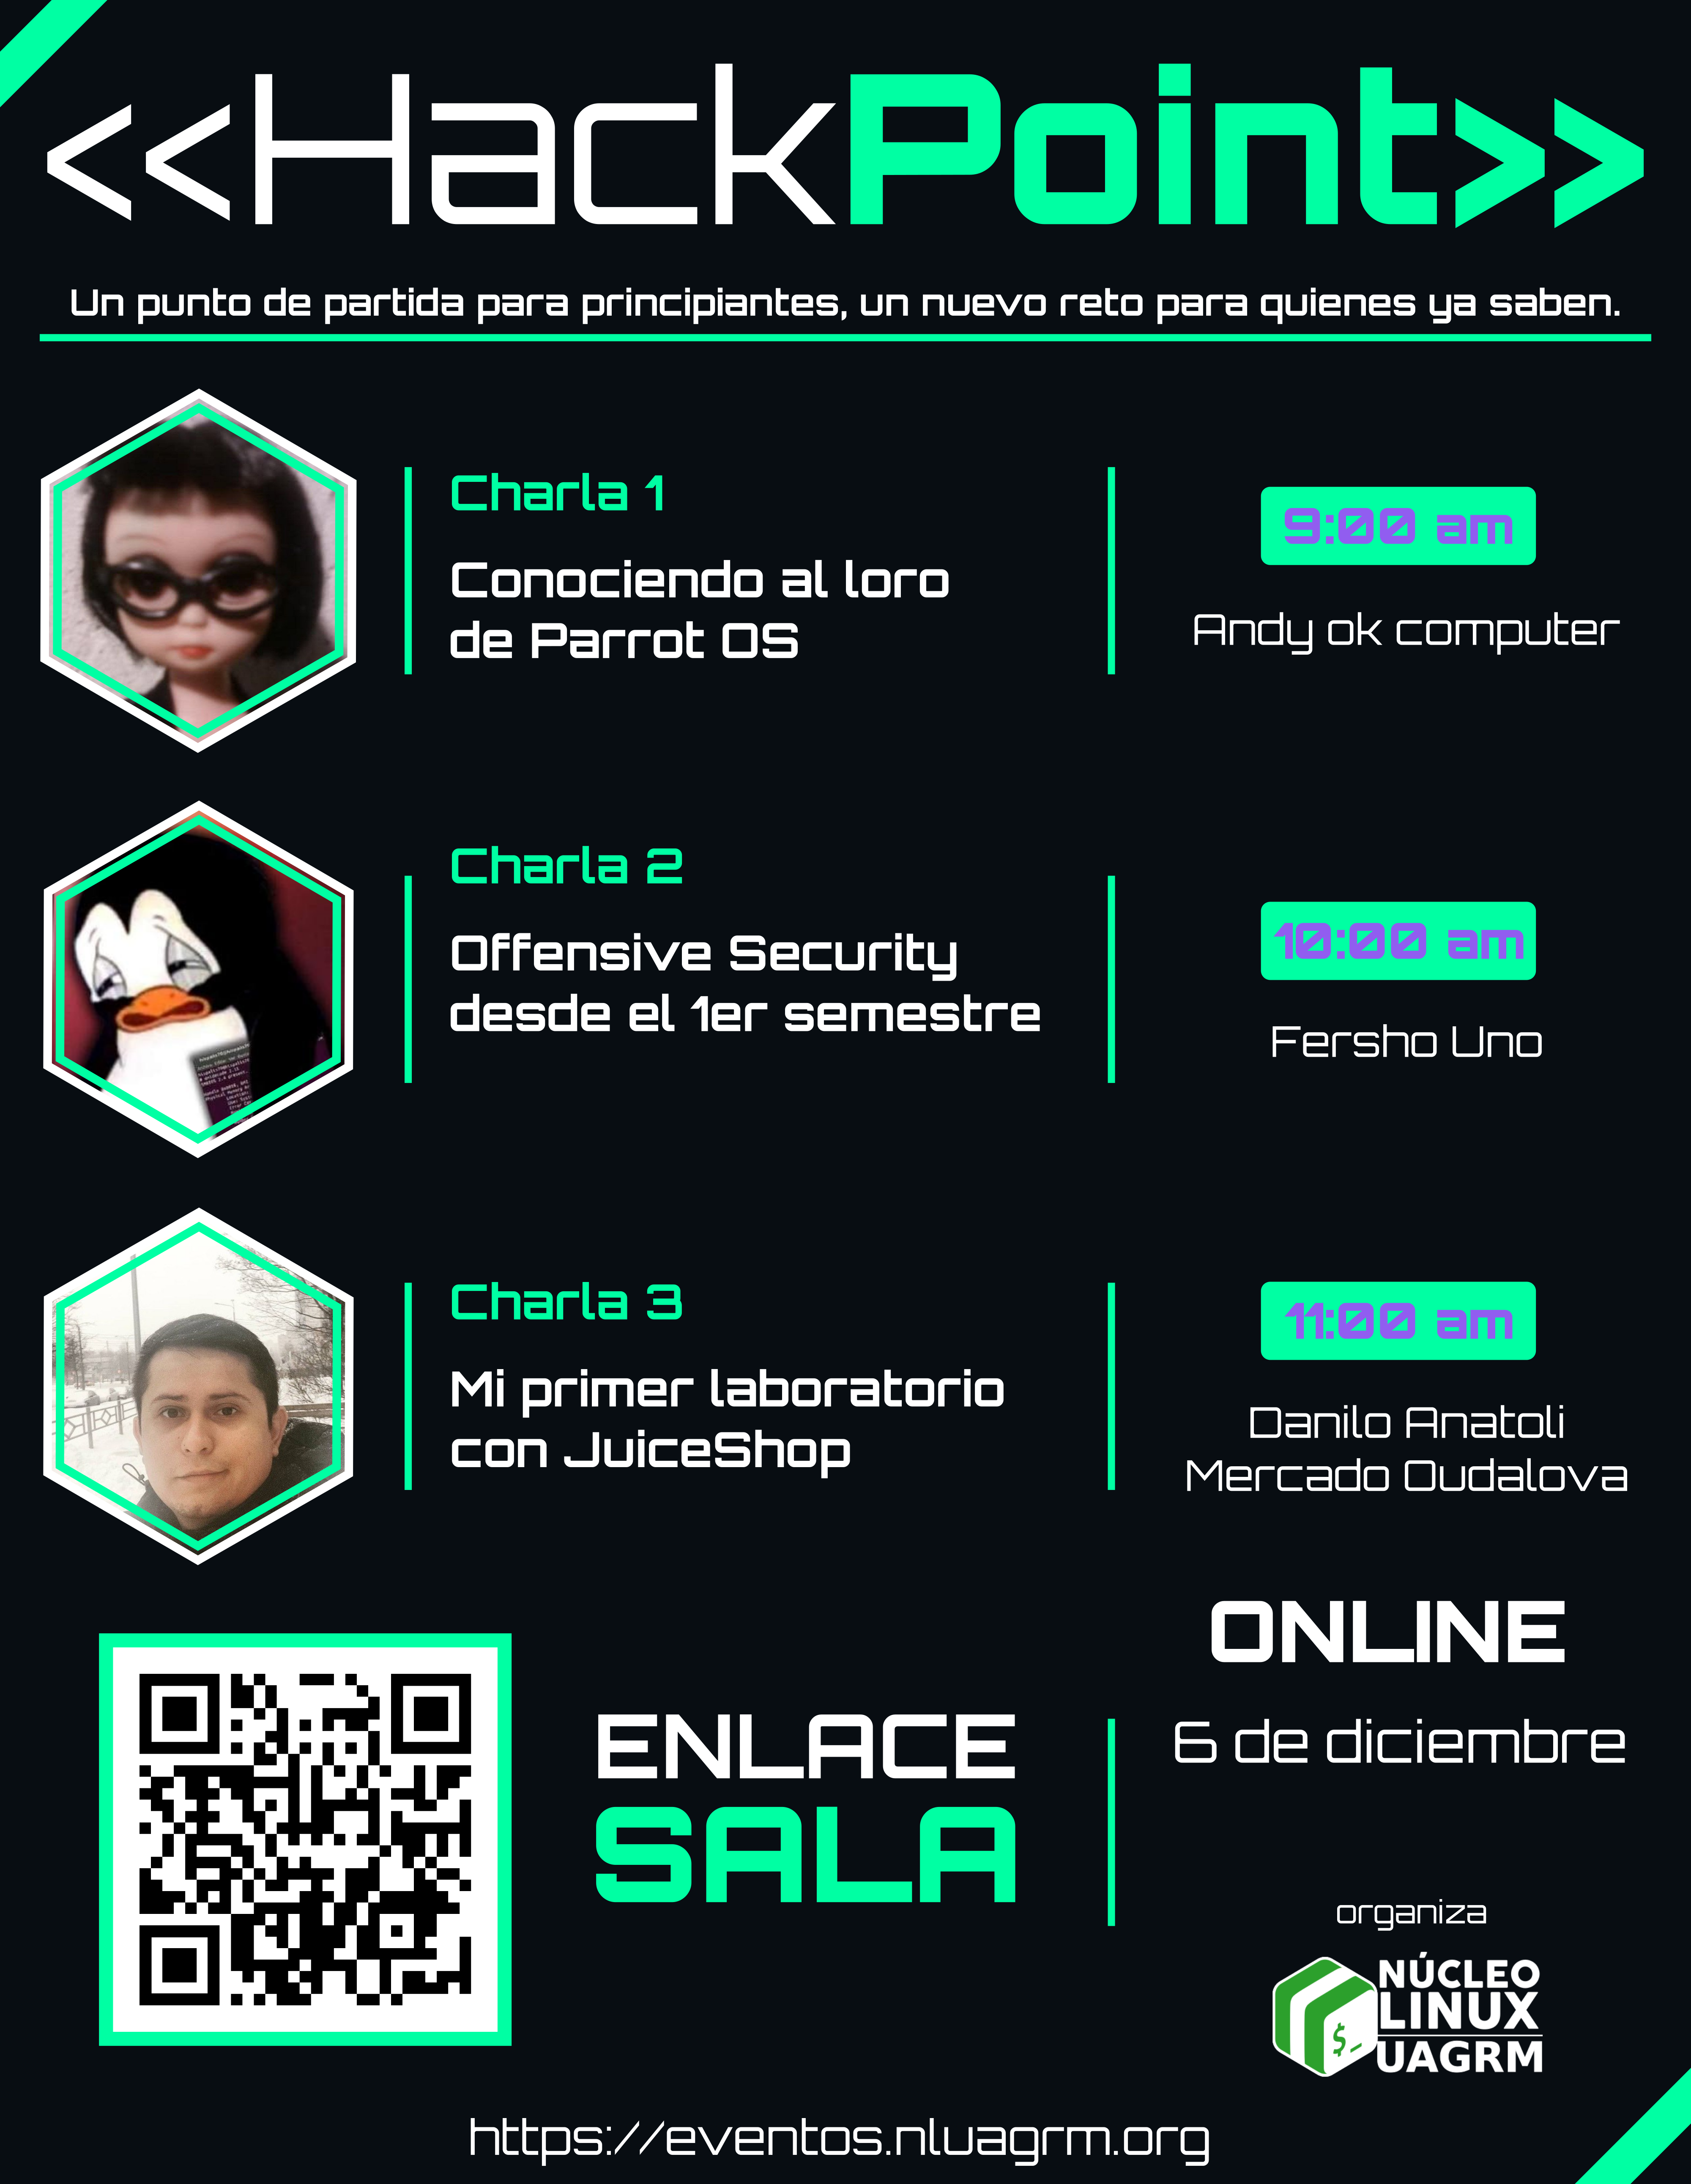 <<HackPoint>>
Un punto de partida para principiantes, un nuevo reto para quienes ya saben.
Charla 1
Conociendo al loro
de Parrot OS
9:00 am
Andy ok computer
Charla 2
Offensive Security
desde el 1er semestre
10:00 am
Fersho Uno
Charla 3
Mi primer laboratorio
con JuiceShop
11:00 am
Danilo Anatoli
Mercado Oudalova
ENLACE
SALA
ONLINE
6 de diciembre
organiza
$_
NÚCLEO
LINUX
UAGRM
https://eventos.nluagrm.org